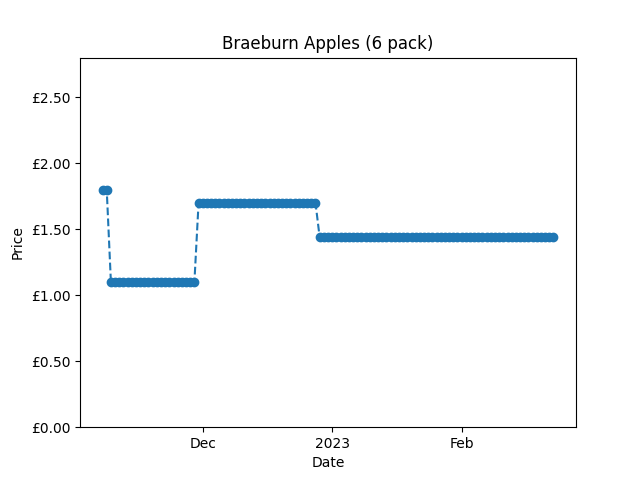 Braeburn Apples (6 pack)
£2.50
£2.00
£1.50
£1.00
£0.50
£0.00
Price
Dec
2023
Feb
Date